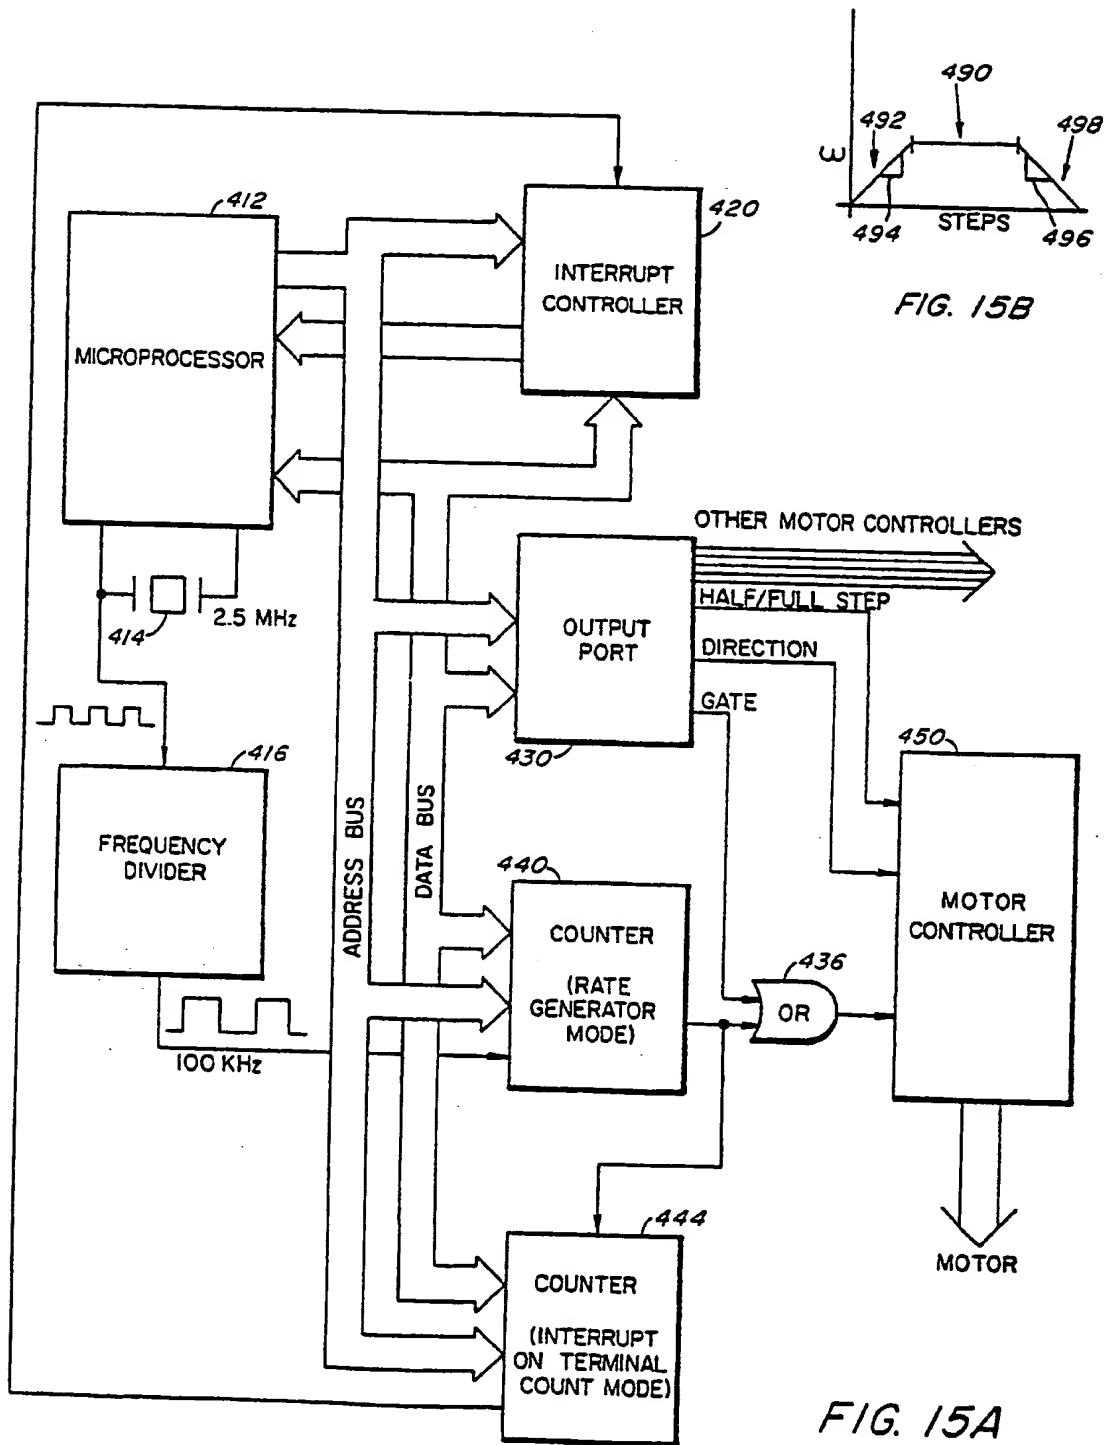 490
492
498
ω
STEPS
494
496
FIG. 15B
412
MICROPROCESSOR
420
INTERRUPT
CONTROLLER
414
2.5 MHz
OTHER MOTOR CONTROLLERS
HALF/FULL STEP
DIRECTION
GATE
OUTPUT
PORT
430
416
FREQUENCY
DIVIDER
100 KHz
ADDRESS BUS
DATA BUS
440
COUNTER
(RATE
GENERATOR
MODE)
436
OR
450
MOTOR
CONTROLLER
MOTOR
444
COUNTER
(INTERRUPT
ON TERMINAL
COUNT MODE)
FIG. 15A